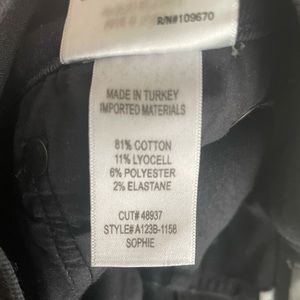 R/N#109670
MADE IN TURKEY
IMPORTED MATERIALS
81% COTTON
11% LYOCELL
6% POLYESTER
2% ELASTANE
CUT# 48937
STYLE# A123B-1158
SOPHIE